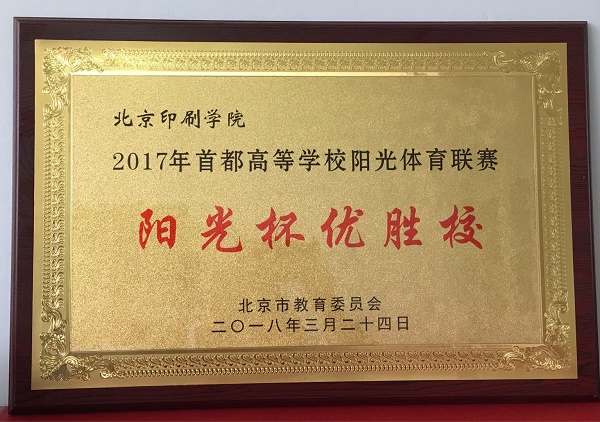 北京印刷学院
2017年首都高等学校阳光体育联赛
阳光杯优胜校
北京市教育委员会
二〇一八年三月二十四日